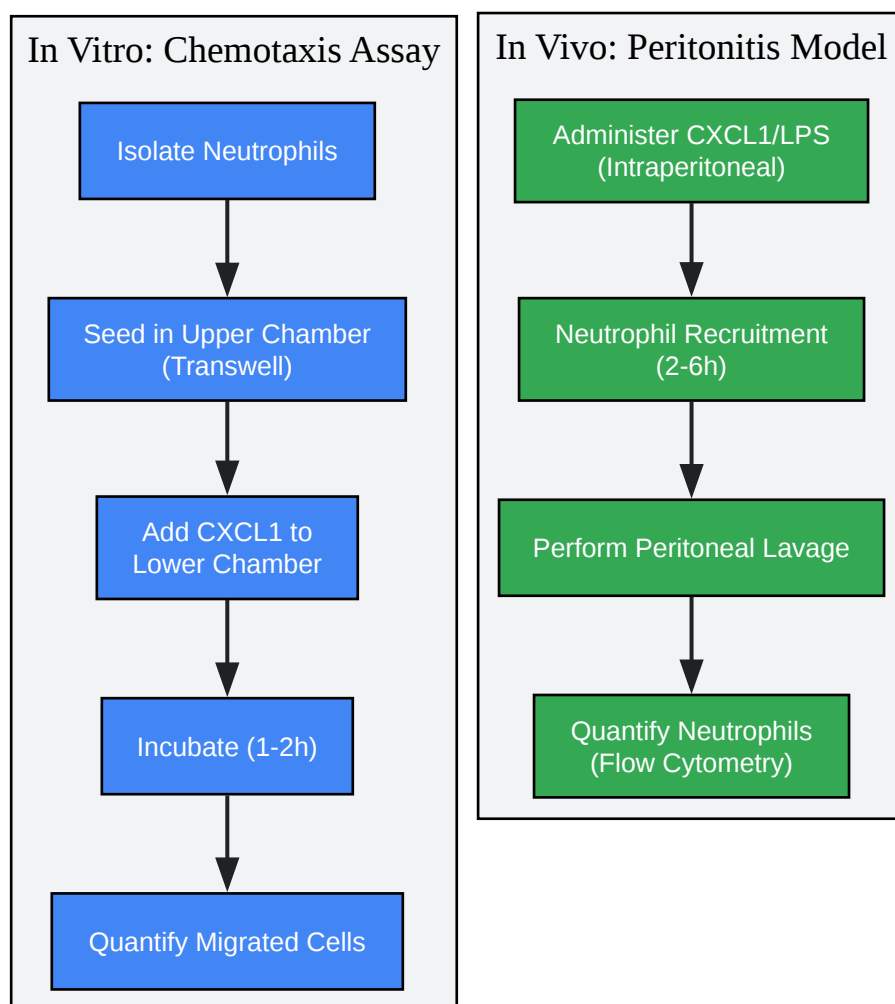 In Vitro: Chemotaxis Assay
Isolate Neutrophils
Seed in Upper Chamber
(Transwell)
Add CXCL1 to
Lower Chamber
Incubate (1-2h)
Quantify Migrated Cells
In Vivo: Peritonitis Model
Administer CXCL1/LPS
(Intraperitoneal)
Neutrophil Recruitment
(2-6h)
Perform Peritoneal Lavage
Quantify Neutrophils
(Flow Cytometry)